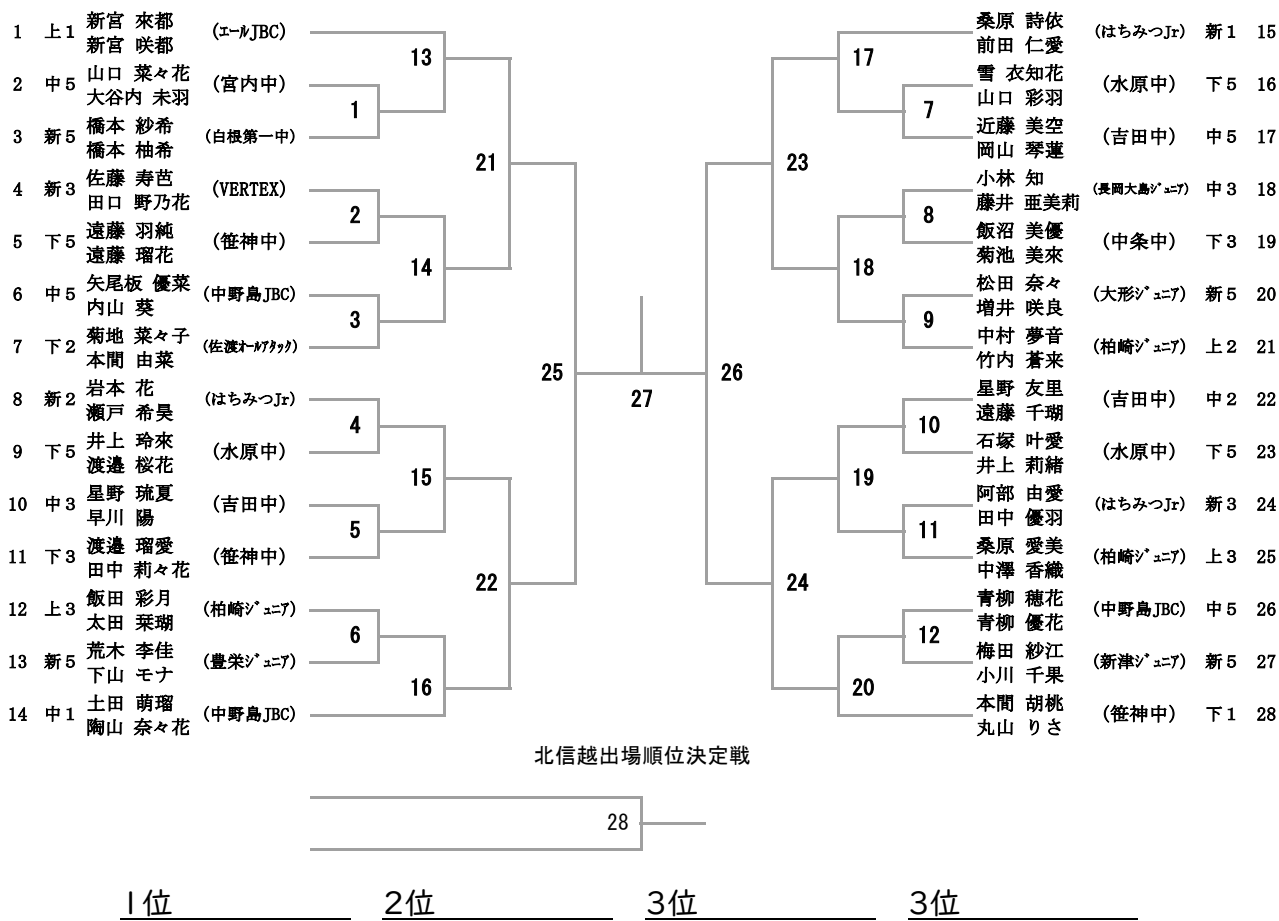 1 上1 新宮 來都 (エールJBC)
新宮 咲都
2 中5 山口 菜々花 (宮内中)
大谷内 未羽
3 新5 橋本 紗希 (白根第一中)
橋本 柚希
4 新3 佐藤 寿芭 (VERTEX)
田口 野乃花
5 下5 遠藤 羽純 (笹神中)
遠藤 瑠花
6 中5 矢尾板 優菜 (中野島JBC)
内山 葵
7 下2 菊地 菜々子 (佐渡オールアタック)
本間 由菜
8 新2 岩本 花 (はちみつJr)
瀬戸 希昊
9 下5 井上 玲來 (水原中)
渡邉 桜花
10 中3 星野 琉夏 (吉田中)
早川 陽
11 下3 渡邉 瑠愛 (笹神中)
田中 莉々花
12 上3 飯田 彩月 (柏崎ジュニア)
太田 栞瑚
13 新5 荒木 李佳 (豊栄ジュニア)
下山 モナ
14 中1 土田 萌瑠 (中野島JBC)
陶山 奈々花
13
1
21
2
14
3
25
4
15
5
22
6
16
27
17
7
23
8
18
9
26
10
19
11
24
12
20
桑原 詩依 (はちみつJr) 新1 15
前田 仁愛
雪 衣知花 (水原中) 下5 16
山口 彩羽
近藤 美空 (吉田中) 中5 17
岡山 琴蓮
小林 知 (長岡大島ジュニア) 中3 18
藤井 亜美莉
飯沼 美優 (中条中) 下3 19
菊池 美來
松田 奈々 (大形ジュニア) 新5 20
増井 咲良
中村 夢音 (柏崎ジュニア) 上2 21
竹内 蒼来
星野 友里 (吉田中) 中2 22
遠藤 千瑚
石塚 叶愛 (水原中) 下5 23
井上 莉緒
阿部 由愛 (はちみつJr) 新3 24
田中 優羽
桑原 愛美 (柏崎ジュニア) 上3 25
中澤 香織
青柳 穂花 (中野島JBC) 中5 26
青柳 優花
梅田 紗江 (新津ジュニア) 新5 27
小川 千果
本間 胡桃 (笹神中) 下1 28
丸山 りさ
北信越出場順位決定戦
28
1位 2位 3位 3位